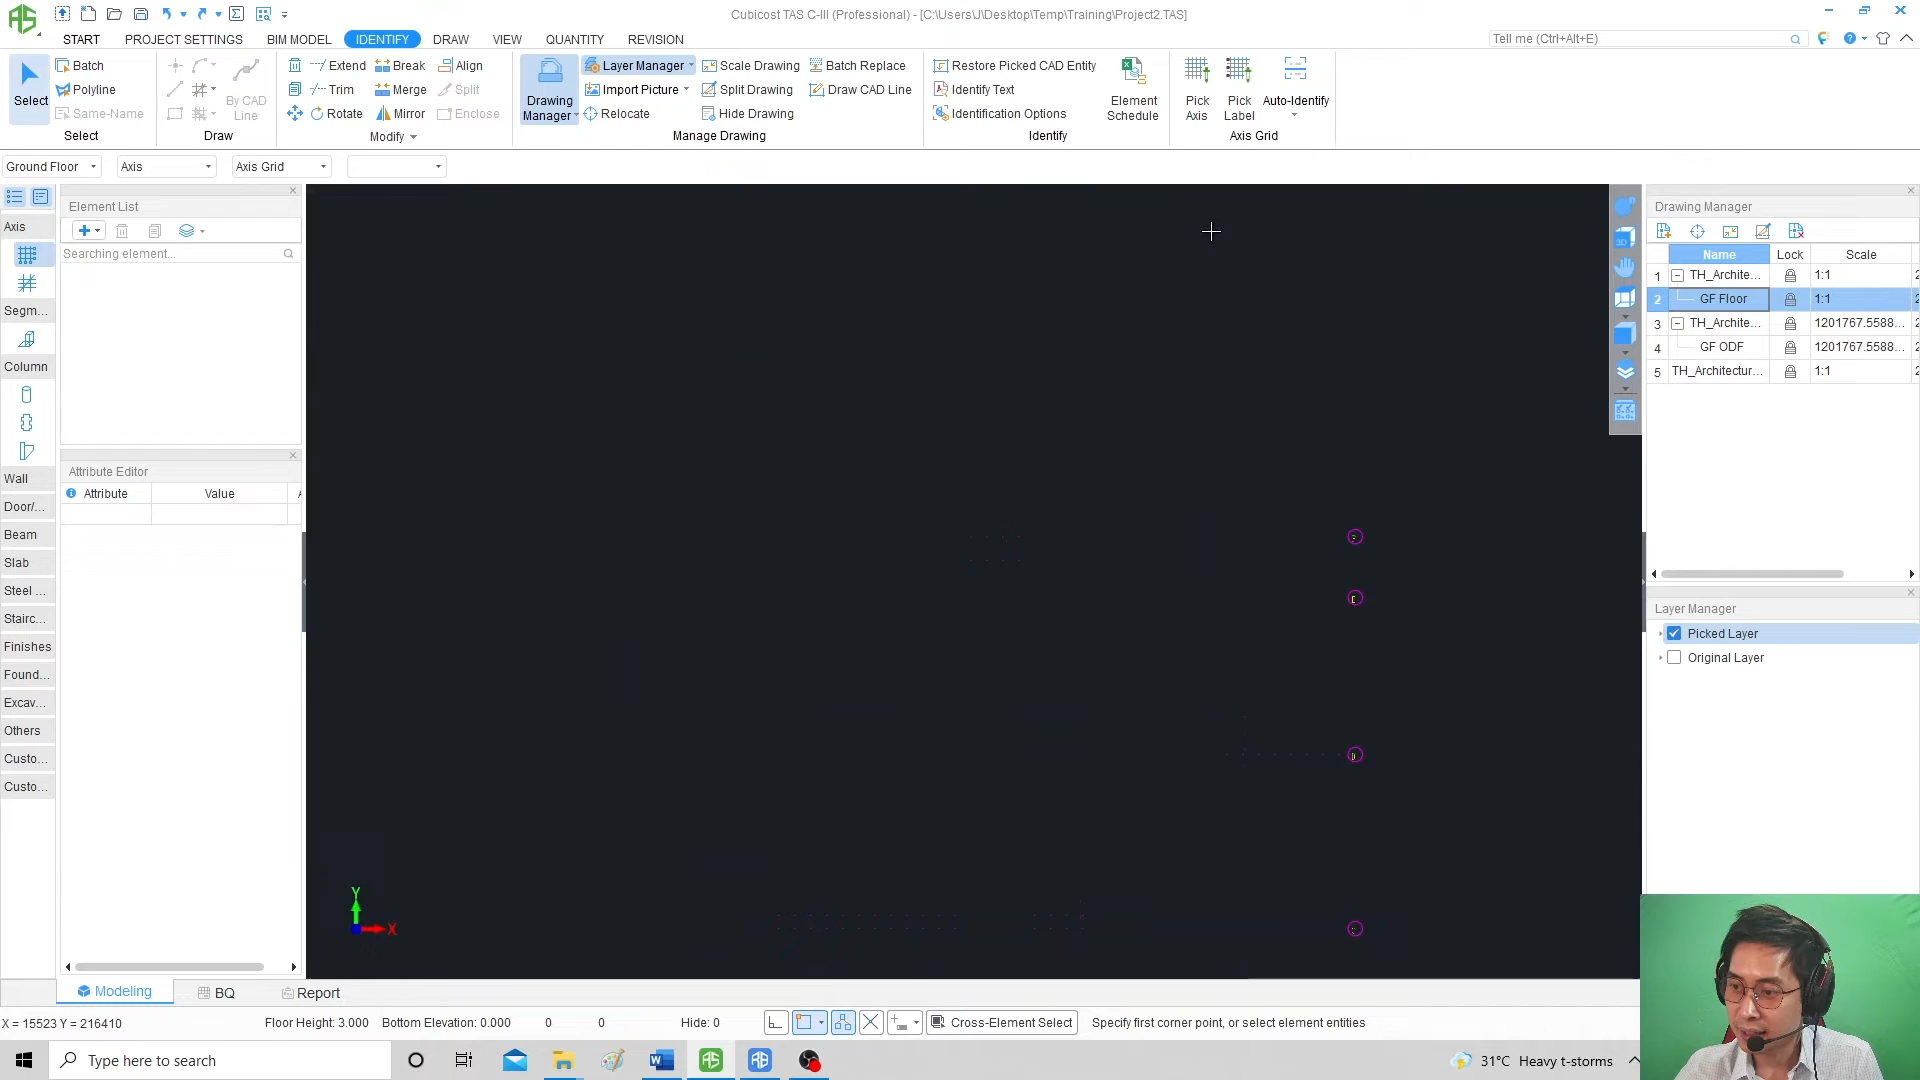 Cubicost TAS C-III (Professional) - [C:\Users\J\Desktop\Temp\Training\Project2.TAS]
START
PROJECT SETTINGS
BIM MODEL
IDENTIFY
DRAW
VIEW
QUANTITY
REVISION
Tell me (Ctrl+Alt+E)
Select
Batch
Polyline
Same-Name
Select
By CAD
Line
Draw
Extend
Break
Align
Trim
Merge
Split
Rotate
Mirror
Enclose
Modify
Drawing
Manager
Layer Manager
Scale Drawing
Batch Replace
Import Picture
Split Drawing
Draw CAD Line
Relocate
Hide Drawing
Manage Drawing
Restore Picked CAD Entity
Identify Text
Identification Options
Element
Schedule
Identify
Pick
Axis
Pick
Label
Auto-Identify
Axis Grid
Ground Floor
Axis
Axis Grid
Element List
Searching element...
Axis
Segm...
Column
Wall
Door/...
Beam
Slab
Steel ...
Stairc...
Finishes
Found...
Excav...
Others
Custo...
Custo...
Attribute Editor
Attribute
Value
Y
X
3D
Drawing Manager
Name
Lock
Scale
1
TH_Archite...
1:1
2
GF Floor
1:1
3
TH_Archite...
1201767.5588...
4
GF ODF
1201767.5588...
5
TH_Architectur...
1:1
Layer Manager
Picked Layer
Original Layer
Modeling
BQ
Report
X = 15523 Y = 216410
Floor Height: 3.000
Bottom Elevation: 0.000
0
0
Hide: 0
Cross-Element Select
Specify first corner point, or select element entities
Type here to search
31°C Heavy t-storms